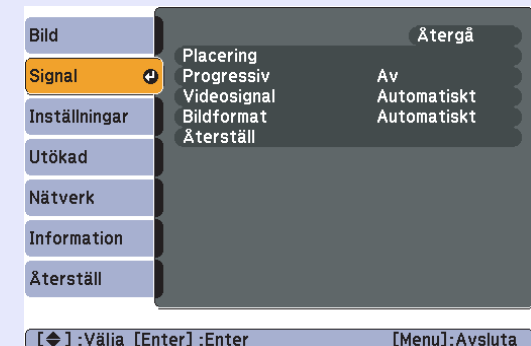 Bild
Signal
Inställningar
Utökad
Nätverk
Information
Återställ
Återgå
Placering
Progressiv Av
Videosignal Automatiskt
Bildformat Automatiskt
Återställ
[◆] :Välja [Enter] :Enter [Menu]:Avsluta